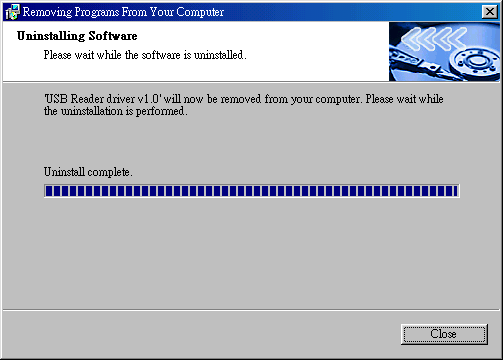 Removing Programs From Your Computer
Uninstalling Software
Please wait while the software is uninstalled.
'USB Reader driver v1.0' will now be removed from your computer. Please wait while
the uninstallation is performed.
Uninstall complete.
Close